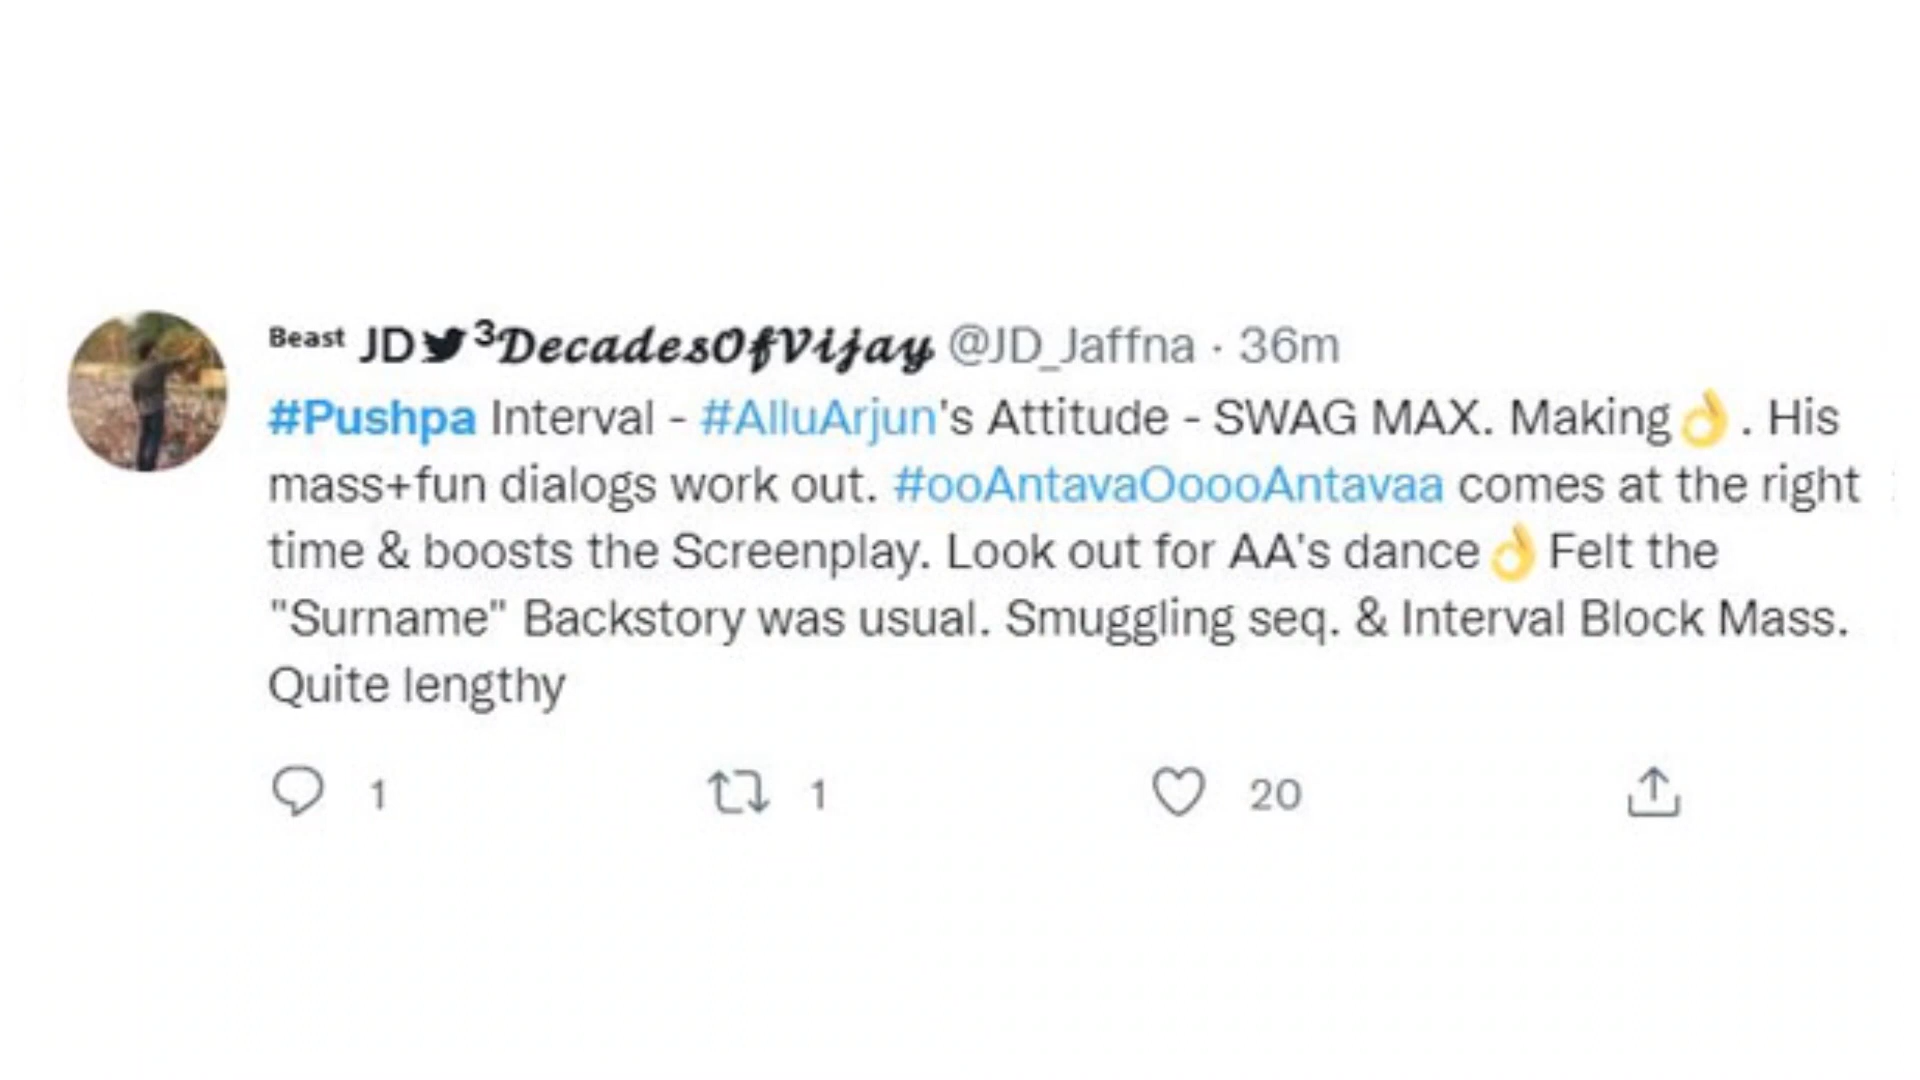 Beast JD ³𝓓𝓮𝓬𝓪𝓭𝓮𝓼𝓞𝓯𝓥𝓲𝓳𝓪𝔂 @JD_Jaffna · 36m
#Pushpa Interval - #AlluArjun's Attitude - SWAG MAX. Making👌. His
mass+fun dialogs work out. #ooAntavaOoooAntavaa comes at the right
time & boosts the Screenplay. Look out for AA's dance👌Felt the
"Surname" Backstory was usual. Smuggling seq. & Interval Block Mass.
Quite lengthy
1 1 20